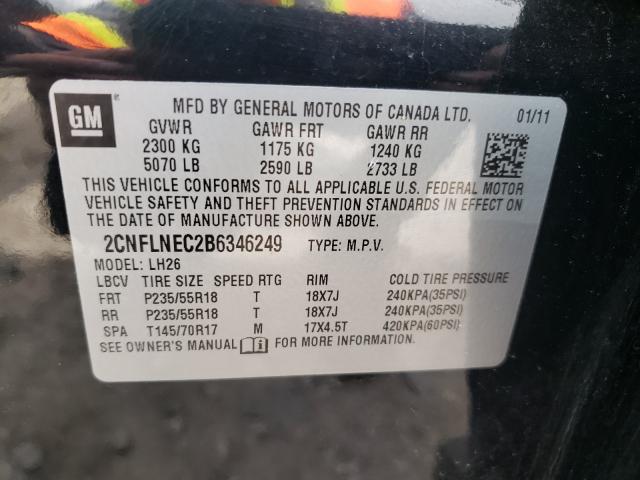 GM
MFD BY GENERAL MOTORS OF CANADA LTD. 01/11
GVWR GAWR FRT GAWR RR
2300 KG 1175 KG 1240 KG
5070 LB 2590 LB 2733 LB
THIS VEHICLE CONFORMS TO ALL APPLICABLE U.S. FEDERAL MOTOR
VEHICLE SAFETY AND THEFT PREVENTION STANDARDS IN EFFECT ON
THE DATE OF MANUFACTURE SHOWN ABOVE.
2CNFLNEC2B6346249 TYPE: M.P.V.
MODEL: LH26
LBCV TIRE SIZE SPEED RTG RIM COLD TIRE PRESSURE
FRT P235/55R18 T 18X7J 240KPA(35PSI)
RR P235/55R18 T 18X7J 240KPA(35PSI)
SPA T145/70R17 M 17X4.5T 420KPA(60PSI)
SEE OWNER'S MANUAL FOR MORE INFORMATION.